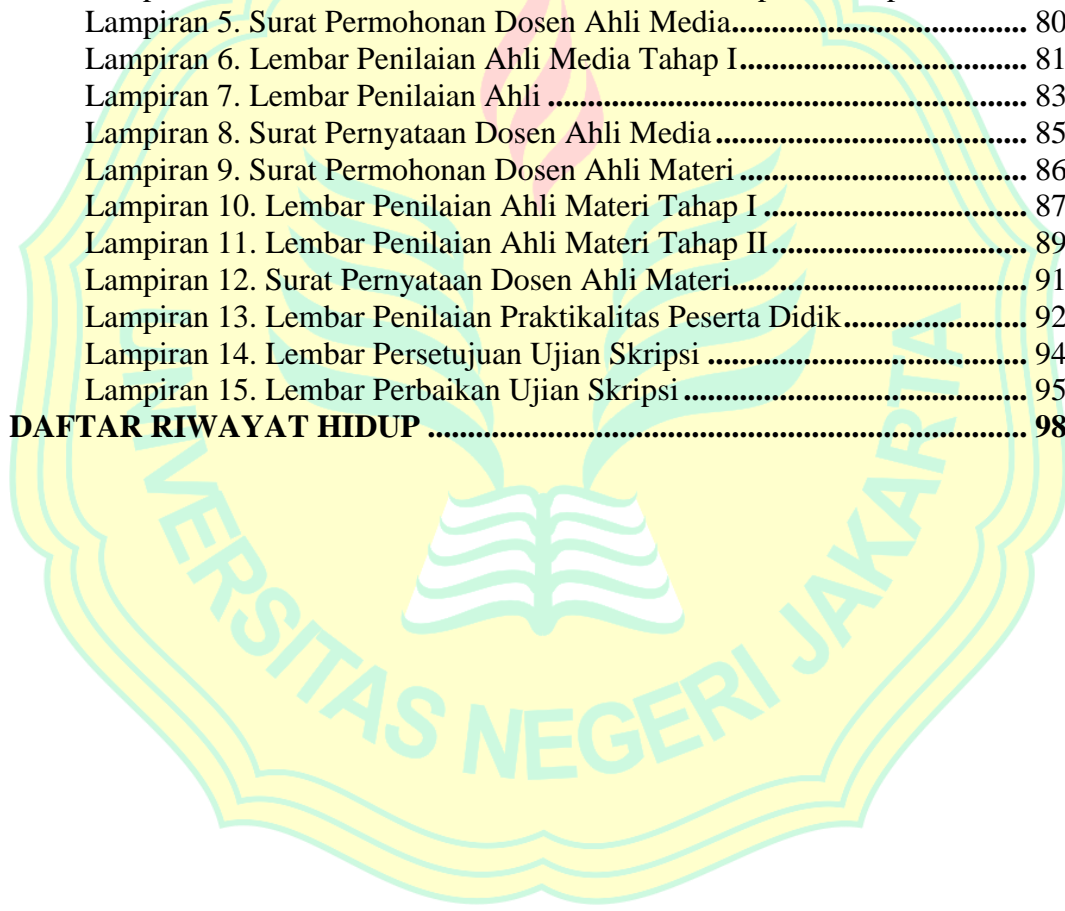 Lampiran 5. Surat Permohonan Dosen Ahli Media.................................... 80
Lampiran 6. Lembar Penilaian Ahli Media Tahap I................................... 81
Lampiran 7. Lembar Penilaian Ahli .......................................................... 83
Lampiran 8. Surat Pernyataan Dosen Ahli Media ...................................... 85
Lampiran 9. Surat Permohonan Dosen Ahli Materi ................................... 86
Lampiran 10. Lembar Penilaian Ahli Materi Tahap I ................................ 87
Lampiran 11. Lembar Penilaian Ahli Materi Tahap II ............................... 89
Lampiran 12. Surat Pernyataan Dosen Ahli Materi.................................... 91
Lampiran 13. Lembar Penilaian Praktikalitas Peserta Didik...................... 92
Lampiran 14. Lembar Persetujuan Ujian Skripsi ....................................... 94
Lampiran 15. Lembar Perbaikan Ujian Skripsi .......................................... 95
DAFTAR RIWAYAT HIDUP ......................................................................... 98
UNIVERSITAS NEGERI JAKARTA